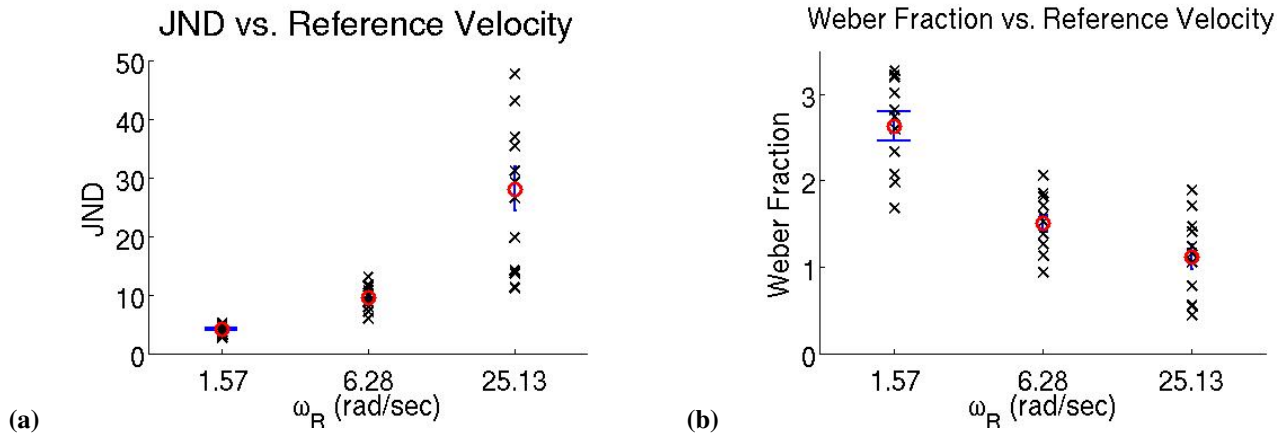 JND vs. Reference Velocity
50
40
30
20
10
0
JND
1.57 6.28 25.13
ω_R (rad/sec)
(a)
Weber Fraction vs. Reference Velocity
3
2
1
0
Weber Fraction
1.57 6.28 25.13
ω_R (rad/sec)
(b)